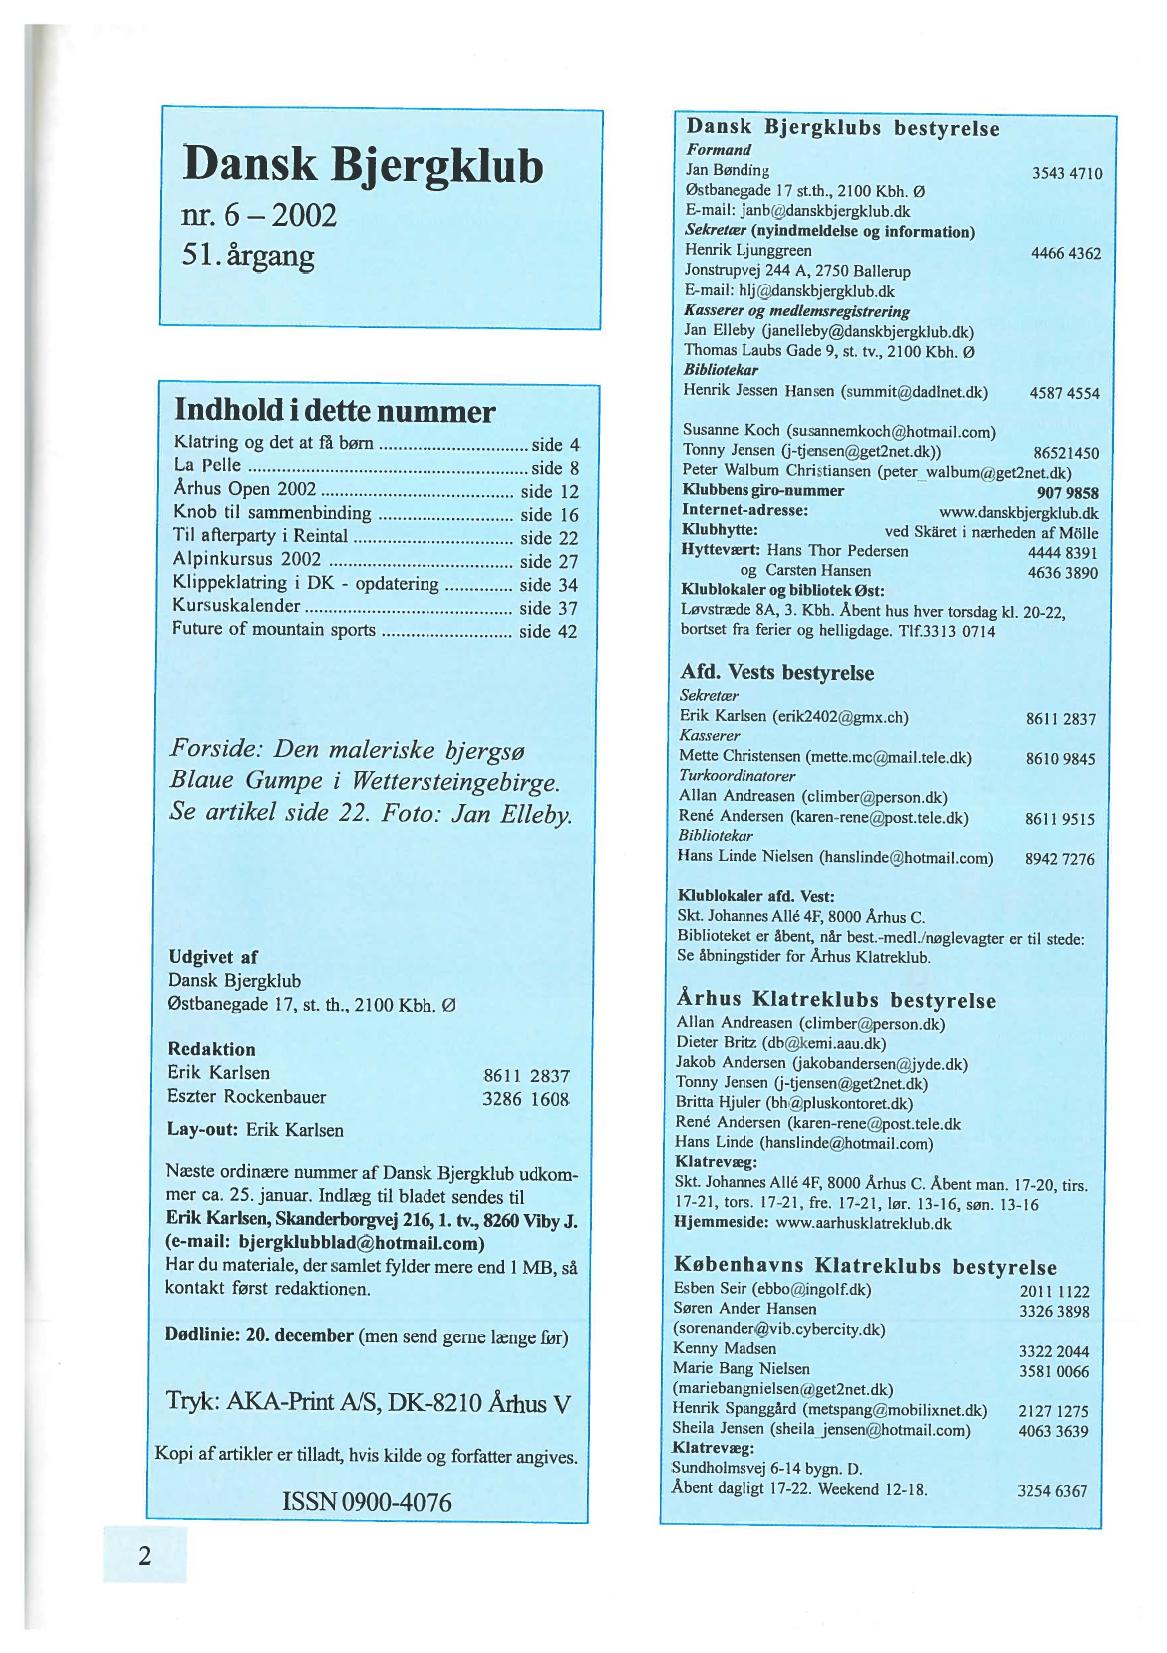 Dansk Bjergklub
nr. 6 – 2002
51. årgang
Indhold i dette nummer
Klatring og det at få børn ............................... side 4
La Pelle ................................................ side 8
Århus Open 2002 ....................................... side 12
Knob til sammenbinding .......................... side 16
Til afterparty i Reintal ................................ side 22
Alpinkursus 2002 ................................... side 27
Klippeklatring i DK - opdatering ............. side 34
Kursuskalender ........................................ side 37
Future of mountain sports ......................... side 42
Forside: Den maleriske bjergsø
Blaue Gumpe i Wettersteingebirge.
Se artikel side 22. Foto: Jan Elleby.
Udgivet af
Dansk Bjergklub
Østbanegade 17, st. th., 2100 Kbh. Ø
Redaktion
Erik Karlsen 8611 2837
Eszter Rockenbauer 3286 1608
Lay-out: Erik Karlsen
Næste ordinære nummer af Dansk Bjergklub udkom-
mer ca. 25. januar. Indlæg til bladet sendes til
Erik Karlsen, Skanderborgvej 216, 1. tv., 8260 Viby J.
(e-mail: bjergklubblad@hotmail.com)
Har du materiale, der samlet fylder mere end 1 MB, så
kontakt først redaktionen.
Dødlinie: 20. december (men send gerne længe før)
Tryk: AKA-Print A/S, DK-8210 Århus V
Kopi af artikler er tilladt, hvis kilde og forfatter angives.
ISSN 0900-4076
2
Dansk Bjergklubs bestyrelse
Formand
Jan Bønding 3543 4710
Østbanegade 17 st.th., 2100 Kbh. Ø
E-mail: janb@danskbjergklub.dk
Sekretær (nyindmeldelse og information)
Henrik Ljunggreen 4466 4362
Jonstrupvej 244 A, 2750 Ballerup
E-mail: hlj@danskbjergklub.dk
Kasserer og medlemsregistrering
Jan Elleby (janelleby@danskbjergklub.dk)
Thomas Laubs Gade 9, st. tv., 2100 Kbh. Ø
Bibliotekar
Henrik Jessen Hansen (summit@dadlnet.dk) 4587 4554
Susanne Koch (susannemkoch@hotmail.com)
Tonny Jensen (j-tjensen@get2net.dk)) 86521450
Peter Walbum Christiansen (peter_walbum@get2net.dk)
Klubbens giro-nummer 907 9858
Internet-adresse: www.danskbjergklub.dk
Klubhytte: ved Skäret i nærheden af Mölle
Hyttevært: Hans Thor Pedersen 4444 8391
og Carsten Hansen 4636 3890
Klublokaler og bibliotek Øst:
Løvstræde 8A, 3. Kbh. Åbent hus hver torsdag kl. 20-22,
bortset fra ferier og helligdage. Tlf.3313 0714
Afd. Vests bestyrelse
Sekretær
Erik Karlsen (erik2402@gmx.ch) 8611 2837
Kasserer
Mette Christensen (mette.mc@mail.tele.dk) 8610 9845
Turkoordinatorer
Allan Andreasen (climber@person.dk)
René Andersen (karen-rene@post.tele.dk) 8611 9515
Bibliotekar
Hans Linde Nielsen (hanslinde@hotmail.com) 8942 7276
Klublokaler afd. Vest:
Skt. Johannes Allé 4F, 8000 Århus C.
Biblioteket er åbent, når best.-medl./nøglevagter er til stede:
Se åbningstider for Århus Klatreklub.
Århus Klatreklubs bestyrelse
Allan Andreasen (climber@person.dk)
Dieter Britz (db@kemi.aau.dk)
Jakob Andersen (jakobandersen@jyde.dk)
Tonny Jensen (j-tjensen@get2net.dk)
Britta Hjuler (bh@pluskontoret.dk)
René Andersen (karen-rene@post.tele.dk
Hans Linde (hanslinde@hotmail.com)
Klatrevæg:
Skt. Johannes Allé 4F, 8000 Århus C. Åbent man. 17-20, tirs.
17-21, tors. 17-21, fre. 17-21, lør. 13-16, søn. 13-16
Hjemmeside: www.aarhusklatreklub.dk
Københavns Klatreklubs bestyrelse
Esben Seir (ebbo@ingolf.dk) 2011 1122
Søren Ander Hansen 3326 3898
(sorenander@vib.cybercity.dk)
Kenny Madsen 3322 2044
Marie Bang Nielsen 3581 0066
(mariebangnielsen@get2net.dk)
Henrik Spanggård (metspang@mobilixnet.dk) 2127 1275
Sheila Jensen (sheila_jensen@hotmail.com) 4063 3639
Klatrevæg:
Sundholmsvej 6-14 bygn. D.
Åbent dagligt 17-22. Weekend 12-18. 3254 6367